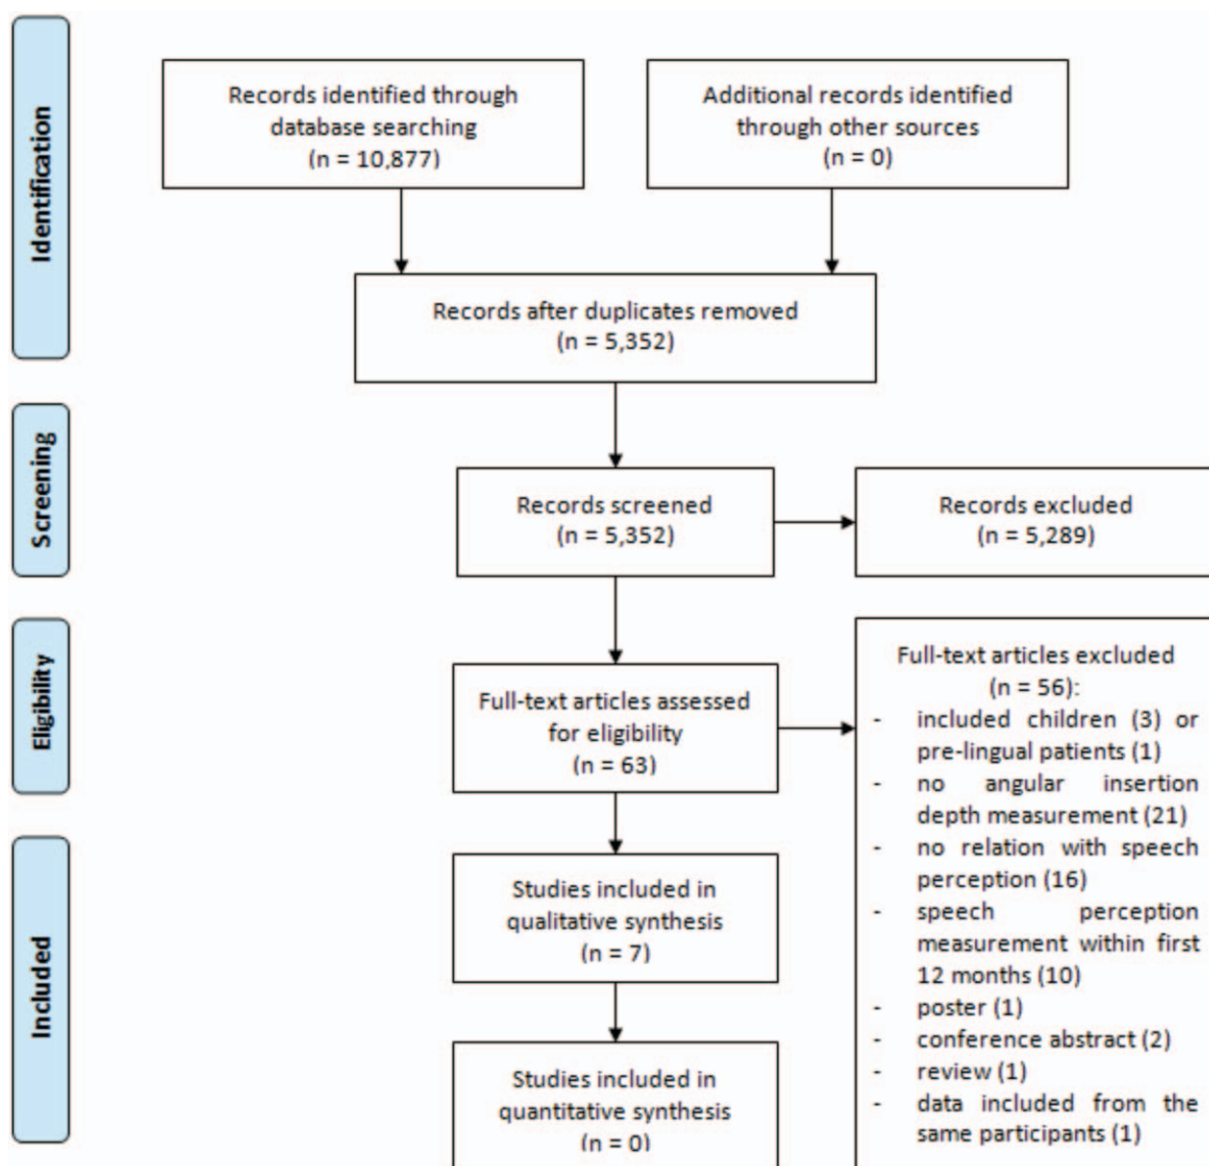 Identification
Records identified through
database searching
(n = 10,877)
Additional records identified
through other sources
(n = 0)
Records after duplicates removed
(n = 5,352)
Screening
Records screened
(n = 5,352)
Records excluded
(n = 5,289)
Eligibility
Full-text articles assessed
for eligibility
(n = 63)
Full-text articles excluded
(n = 56):
- included children (3) or
pre-lingual patients (1)
- no angular insertion
depth measurement (21)
- no relation with speech
perception (16)
- speech perception
measurement within first
12 months (10)
- poster (1)
- conference abstract (2)
- review (1)
- data included from the
same participants (1)
Included
Studies included in
qualitative synthesis
(n = 7)
Studies included in
quantitative synthesis
(n = 0)